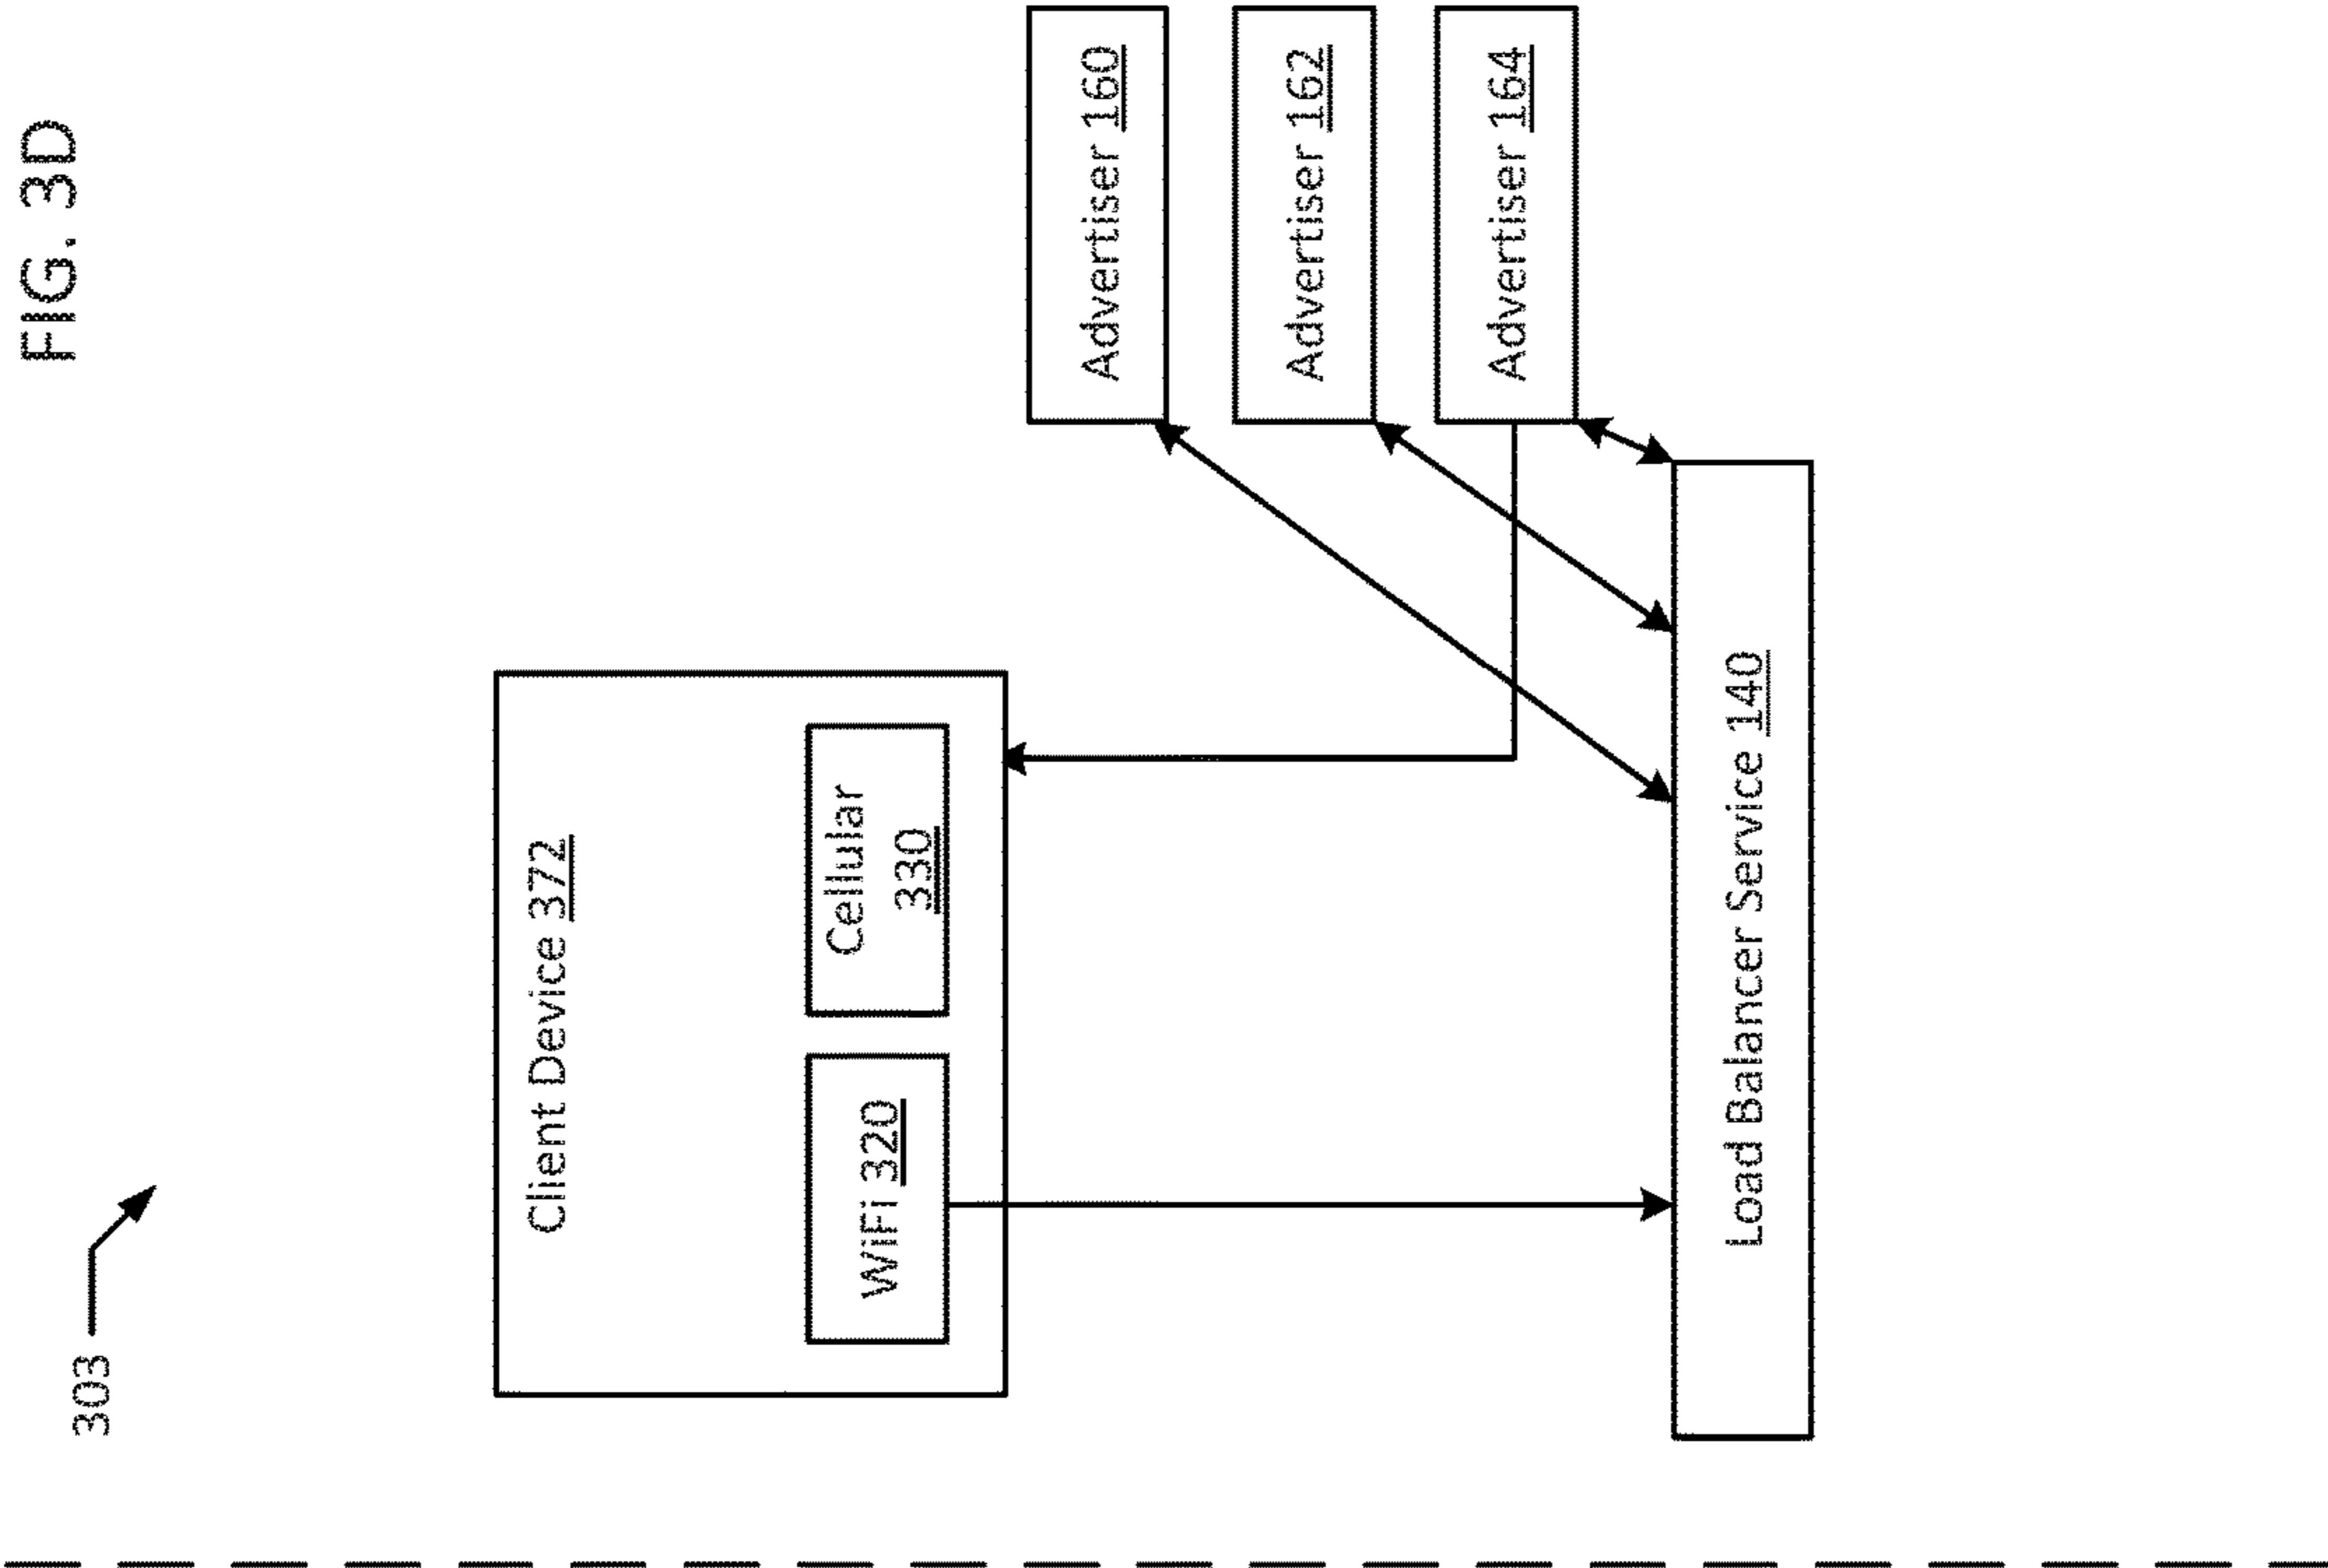 FIG. 3D
303
Client Device 372
WiFi 320
Cellular
330
Advertiser 160
Advertiser 162
Advertiser 164
Load Balancer Service 140